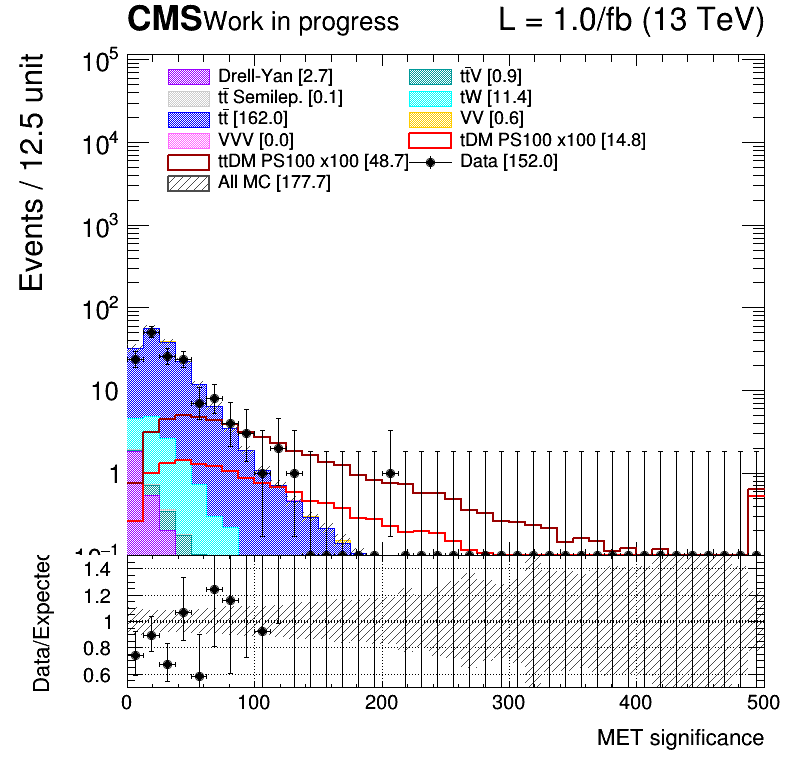 CMS Work in progress L = 1.0/fb (13 TeV)
Events / 12.5 unit
10⁵
10⁴
10³
10²
10
1
10⁻¹
Drell-Yan [2.7]
tt̄V [0.9]
tt̄ Semilep. [0.1]
tW [11.4]
tt̄ [162.0]
VV [0.6]
VVV [0.0]
tDM PS100 x100 [14.8]
ttDM PS100 x100 [48.7]
Data [152.0]
All MC [177.7]
Data/Expected
1.4
1.2
1
0.8
0.6
0 100 200 300 400 500
MET significance